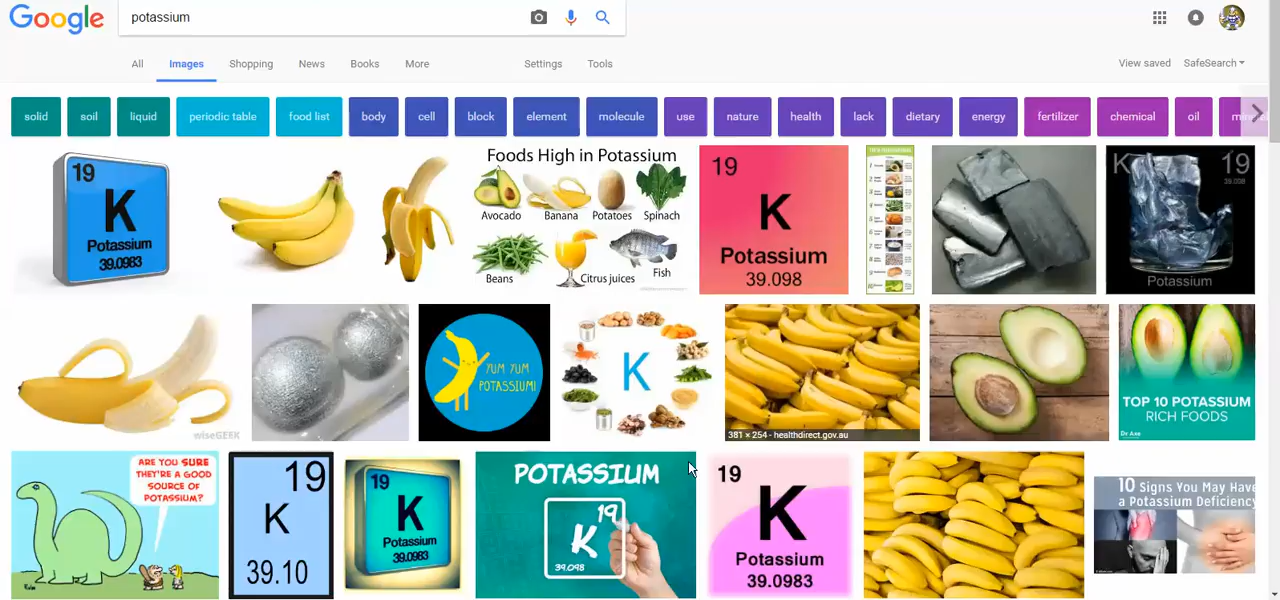 Google
potassium
All
Images
Shopping
News
Books
More
Settings
Tools
View saved
SafeSearch
solid
soil
liquid
periodic table
food list
body
cell
block
element
molecule
use
nature
health
lack
dietary
energy
fertilizer
chemical
oil
19
K
Potassium
39.0983
Foods High in Potassium
Avocado
Banana
Potatoes
Spinach
Beans
Citrus juices
Fish
19
K
Potassium
39.098
K
19
39.098
Potassium
wiseGEEK
YUM YUM
POTASSIUM!
K
381 × 254 - healthdirect.gov.au
TOP 10 POTASSIUM
RICH FOODS
Dr Axe
ARE YOU SURE
THEY'RE A GOOD
SOURCE OF
POTASSIUM?
19
K
39.10
19
K
Potassium
39.0983
POTASSIUM
19
K
39.098
19
K
Potassium
39.0983
10 Signs You May Have
a Potassium Deficiency